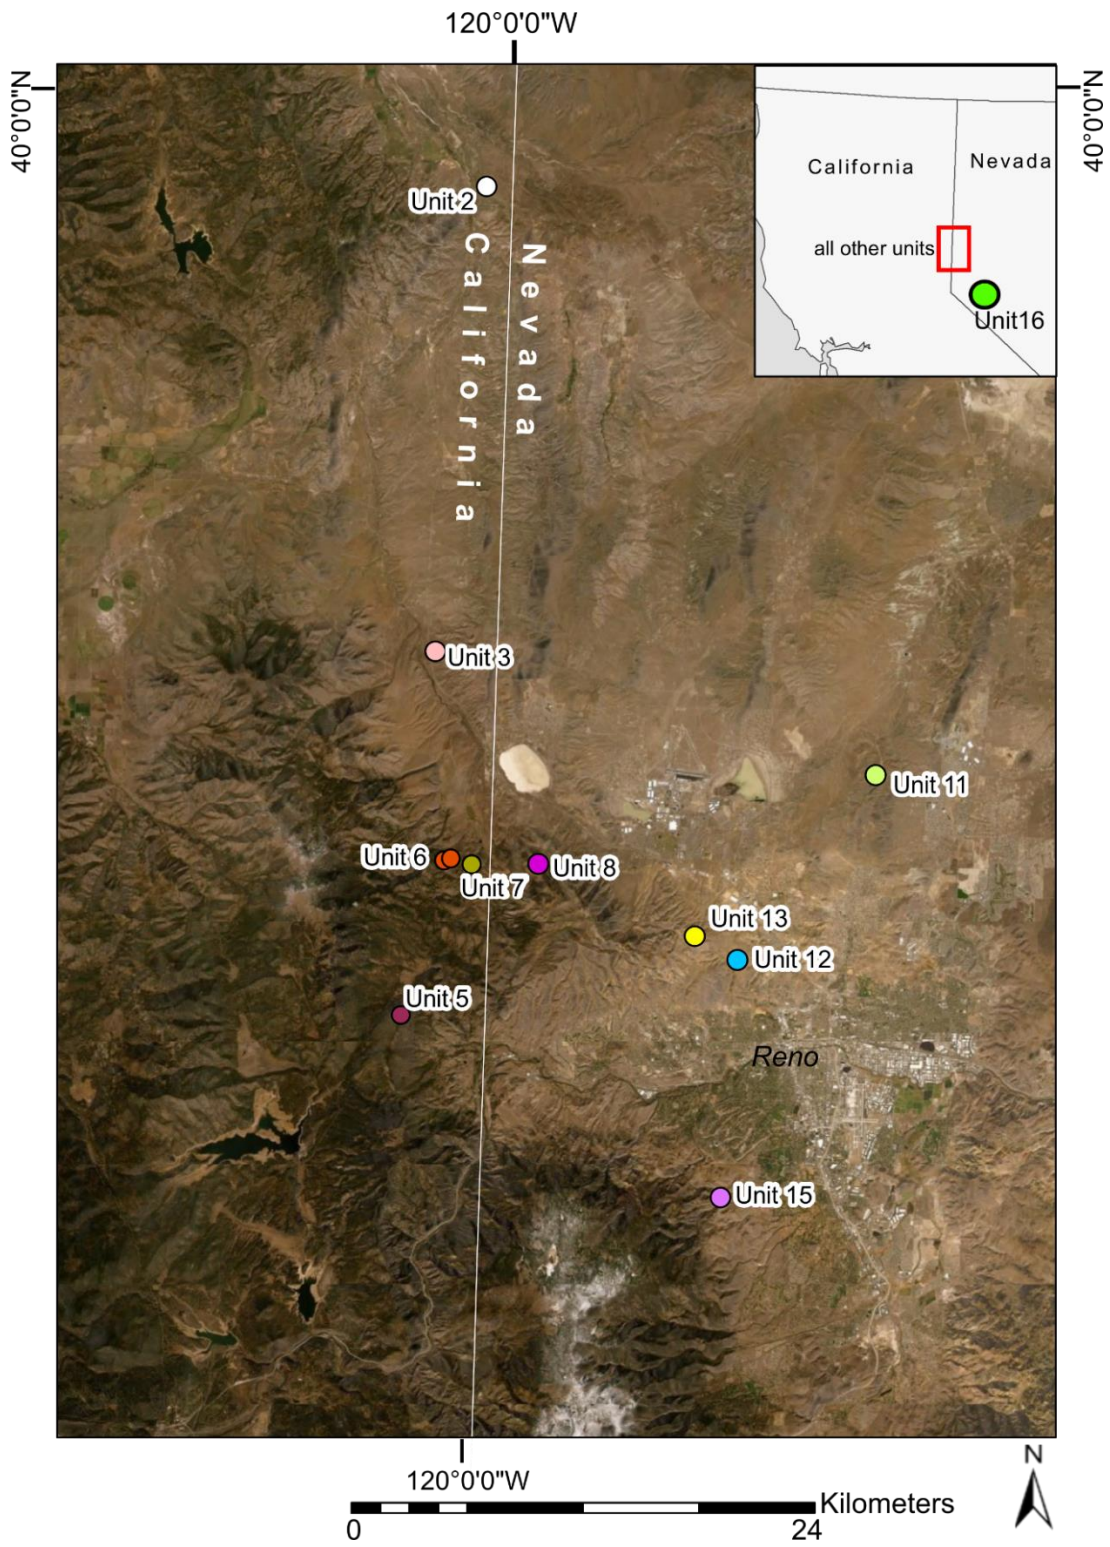 120°0'0"W
40°0'0"N
40°0'0"N
California
Nevada
all other units
Unit16
Unit 2
California
Nevada
Unit 3
Unit 11
Unit 6
Unit 7
Unit 8
Unit 13
Unit 12
Unit 5
Reno
Unit 15
120°0'0"W
N
Kilometers
0
24